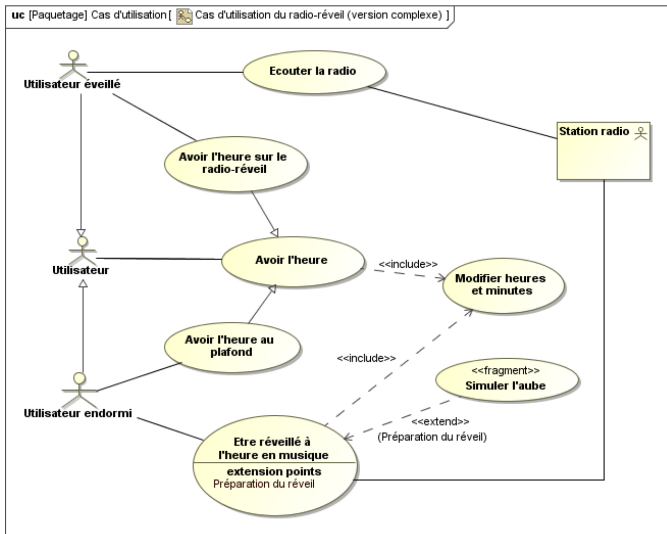 uc [Paquetage] Cas d'utilisation [ Cas d'utilisation du radio-réveil (version complexe) ]
Utilisateur éveillé
Ecouter la radio
Station radio
Avoir l'heure sur le
radio-réveil
Utilisateur
Avoir l'heure
<<include>>
Modifier heures
et minutes
Avoir l'heure au
plafond
<<include>>
<<fragment>>
Simuler l'aube
Utilisateur endormi
<<extend>>
(Préparation du réveil)
Etre réveillé à
l'heure en musique
extension points
Préparation du réveil